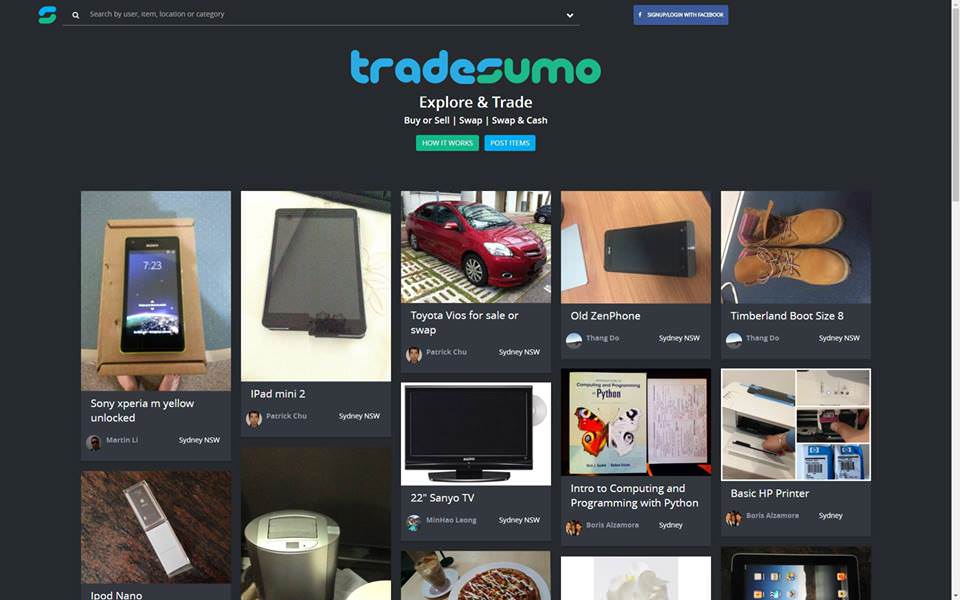 Search by user, item, location or category
f SIGNUP/LOGIN WITH FACEBOOK
tradesumo
Explore & Trade
Buy or Sell | Swap | Swap & Cash
HOW IT WORKS
POST ITEMS
SONY
7:23
Sony xperia m yellow
unlocked
Martin Li
Sydney NSW
IPad mini 2
Patrick Chu
Sydney NSW
Toyota Vios for sale or
swap
Patrick Chu
Sydney NSW
Old ZenPhone
Thang Do
Sydney NSW
Timberland Boot Size 8
Thang Do
Sydney NSW
22" Sanyo TV
MinHao Leong
Sydney NSW
Computing and
Programming
in Python
Intro to Computing and
Programming with Python
Boris Alzamora
Sydney
Basic HP Printer
Boris Alzamora
Sydney
Ipod Nano